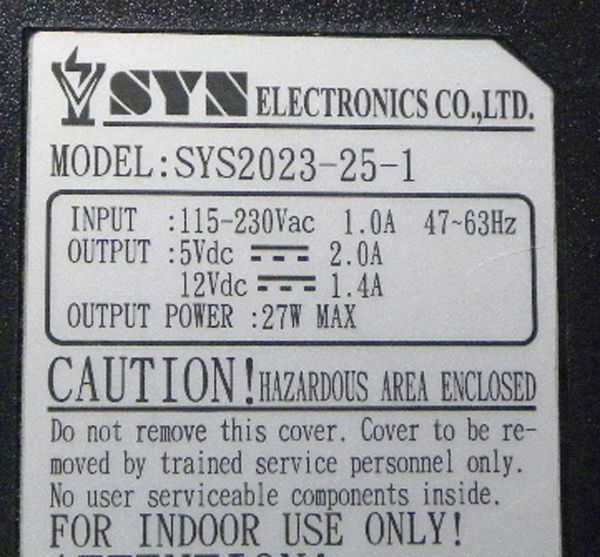 SYN ELECTRONICS CO.,LTD.
MODEL:SYS2023-25-1
INPUT :115-230Vac 1.0A 47~63Hz
OUTPUT :5Vdc 2.0A
12Vdc 1.4A
OUTPUT POWER :27W MAX
CAUTION! HAZARDOUS AREA ENCLOSED
Do not remove this cover. Cover to be re-
moved by trained service personnel only.
No user serviceable components inside.
FOR INDOOR USE ONLY!